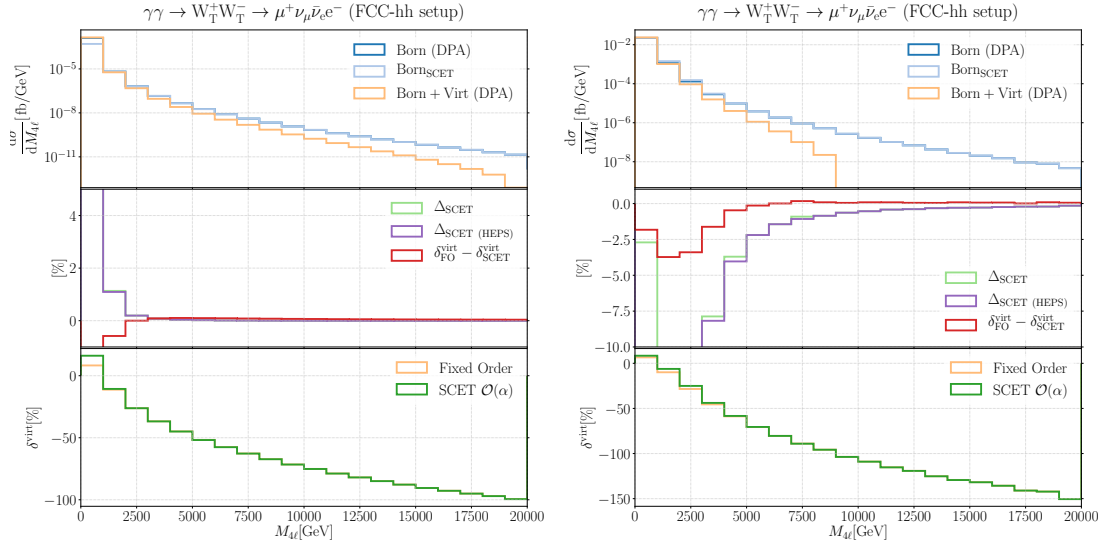 γγ → W_T^+ W_T^- → μ^+ ν_μ ν̄_e e^- (FCC-hh setup)
Born (DPA)
Born_SCET
Born + Virt (DPA)
dσ/dM_4ℓ [fb/GeV]
10^−5
10^−8
10^−11
Δ_SCET
Δ_SCET (HEPS)
δ_FO^virt − δ_SCET^virt
[%]
4
2
0
Fixed Order
SCET 𝒪(α)
δ^virt[%]
0
−50
−100
0 2500 5000 7500 10000 12500 15000 17500 20000
M_4ℓ[GeV]
γγ → W_T^+ W_T^- → μ^+ ν_μ ν̄_e e^- (FCC-hh setup)
Born (DPA)
Born_SCET
Born + Virt (DPA)
dσ/dM_4ℓ [fb/GeV]
10^−2
10^−4
10^−6
10^−8
Δ_SCET
Δ_SCET (HEPS)
δ_FO^virt − δ_SCET^virt
[%]
0.0
−2.5
−5.0
−7.5
−10.0
Fixed Order
SCET 𝒪(α)
δ^virt[%]
0
−50
−100
−150
0 2500 5000 7500 10000 12500 15000 17500 20000
M_4ℓ[GeV]